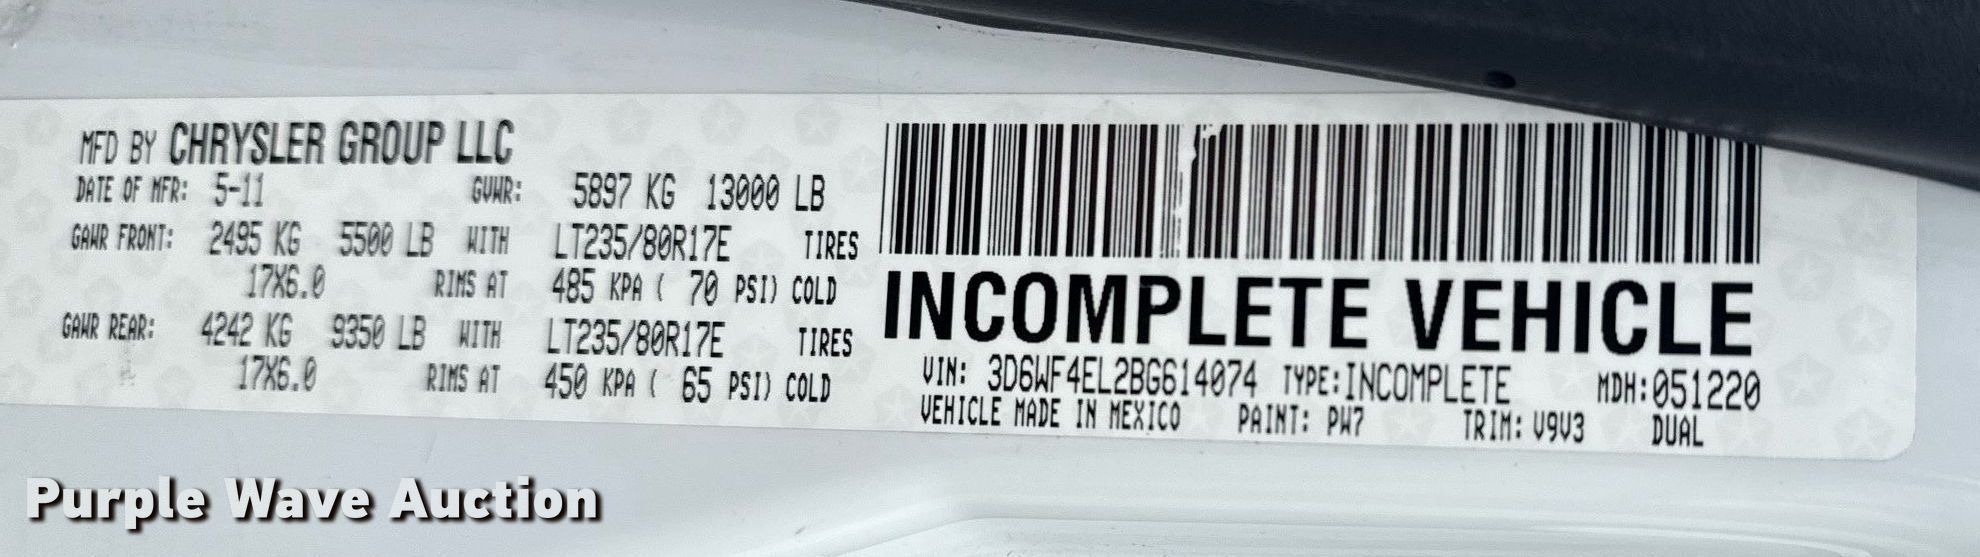 MFD BY CHRYSLER GROUP LLC
DATE OF MFR: 5-11 GVWR: 5897 KG 13000 LB
GAWR FRONT: 2495 KG 5500 LB WITH LT235/80R17E TIRES
17X6.0 RIMS AT 485 KPA ( 70 PSI) COLD
GAWR REAR: 4242 KG 9350 LB WITH LT235/80R17E TIRES
17X6.0 RIMS AT 450 KPA ( 65 PSI) COLD
INCOMPLETE VEHICLE
VIN: 3D6WF4EL2BG614074 TYPE:INCOMPLETE MDH:051220
VEHICLE MADE IN MEXICO PAINT: PW7 TRIM: V9V3 DUAL
Purple Wave Auction